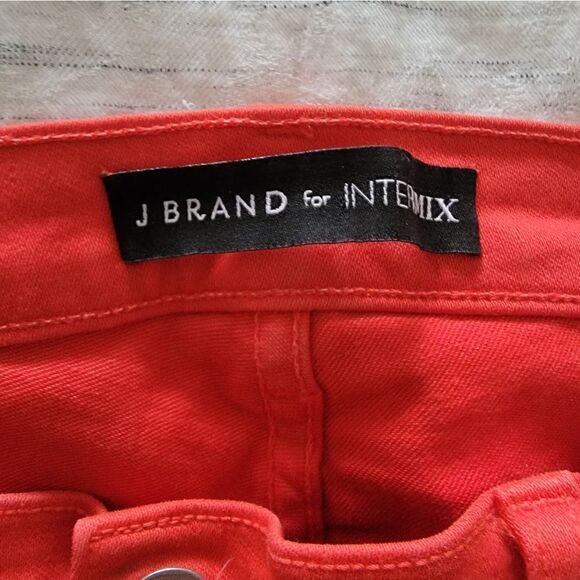 J BRAND for INTERMIX